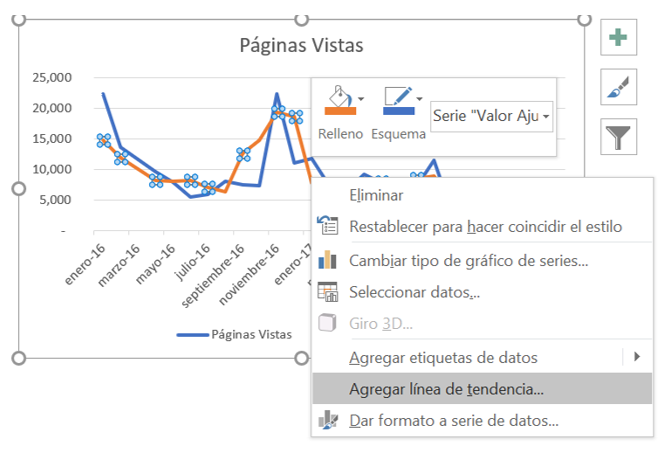 Páginas Vistas
25,000
20,000
15,000
10,000
5,000
-
enero-16
marzo-16
mayo-16
julio-16
septiembre-16
noviembre-16
enero-17
Páginas Vistas
Relleno
Esquema
Serie "Valor Aju
Eliminar
Restablecer para hacer coincidir el estilo
Cambiar tipo de gráfico de series...
Seleccionar datos...
Giro 3D...
Agregar etiquetas de datos
Agregar línea de tendencia...
Dar formato a serie de datos...